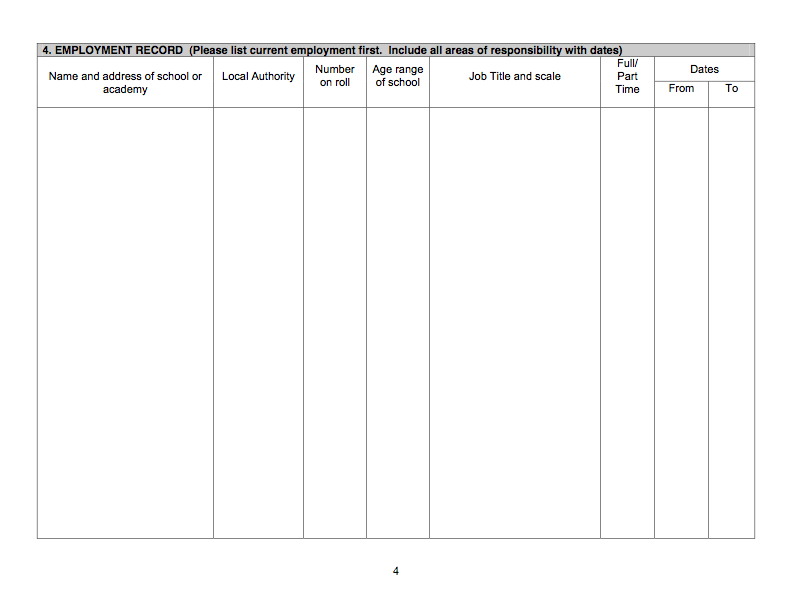 4. EMPLOYMENT RECORD (Please list current employment first. Include all areas of responsibility with dates)
Name and address of school or
academy
Local Authority
Number
on roll
Age range
of school
Job Title and scale
Full/
Part
Time
Dates
From
To
4